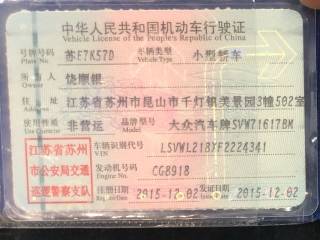 中华人民共和国机动车行驶证
Vehicle License of the People's Republic of China
号牌号码 苏E7K57D 车辆类型 小型轿车
Plate No. Vehicle Type
所有人 饶顺银
Owner
住址 江苏省苏州市昆山市千灯镇美景园3幢502室
Address
使用性质 非营运 品牌型号 大众汽车牌SVW71617BM
Use Character Model
江苏省苏州
市公安局交通
巡逻警察支队
车辆识别代号 LSVWL218XF2224341
VIN
发动机号码 CG8918
Engine No.
注册日期 2015-12-02 发证日期 2015-12-02
Register Date Issue Date